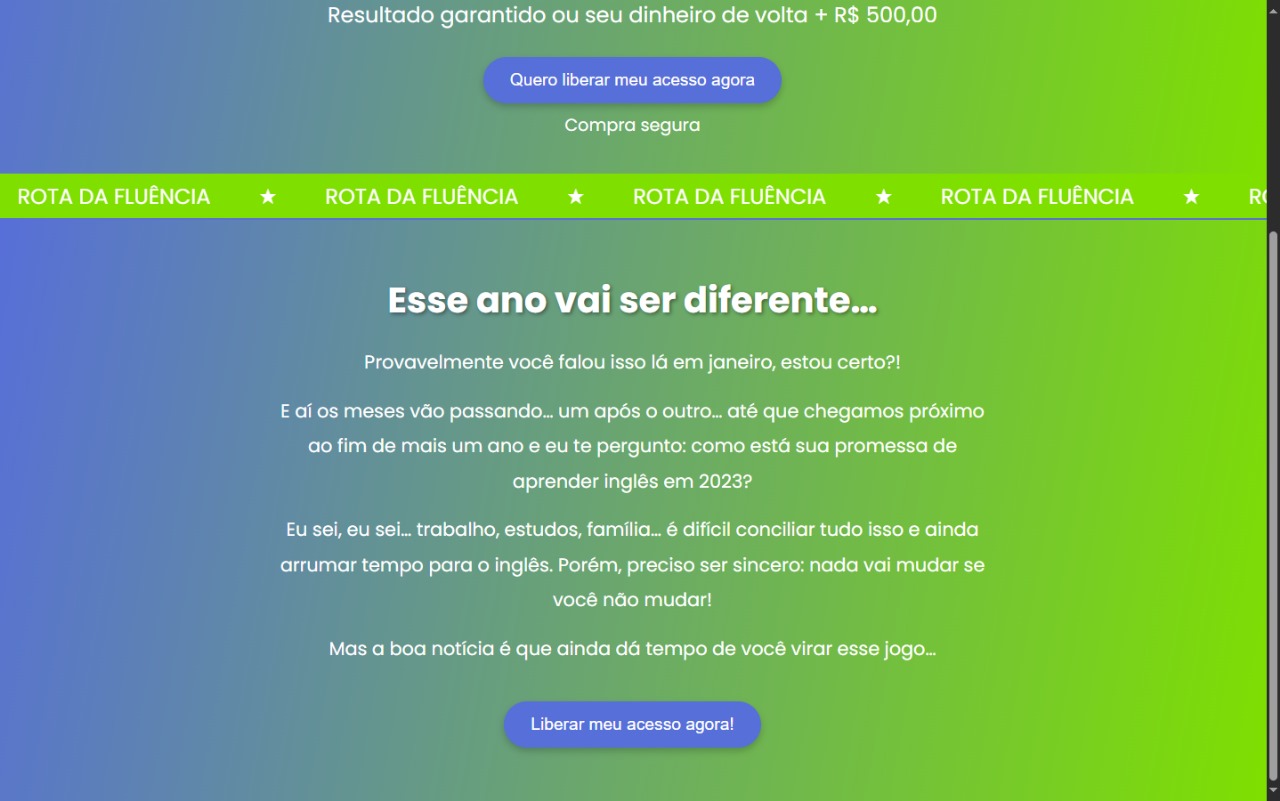 Resultado garantido ou seu dinheiro de volta + R$ 500,00
Quero liberar meu acesso agora
Compra segura
ROTA DA FLUÊNCIA ★ ROTA DA FLUÊNCIA ★ ROTA DA FLUÊNCIA ★ ROTA DA FLUÊNCIA ★
Esse ano vai ser diferente...
Provavelmente você falou isso lá em janeiro, estou certo?!
E aí os meses vão passando... um após o outro... até que chegamos próximo
ao fim de mais um ano e eu te pergunto: como está sua promessa de
aprender inglês em 2023?
Eu sei, eu sei... trabalho, estudos, família... é difícil conciliar tudo isso e ainda
arrumar tempo para o inglês. Porém, preciso ser sincero: nada vai mudar se
você não mudar!
Mas a boa notícia é que ainda dá tempo de você virar esse jogo...
Liberar meu acesso agora!